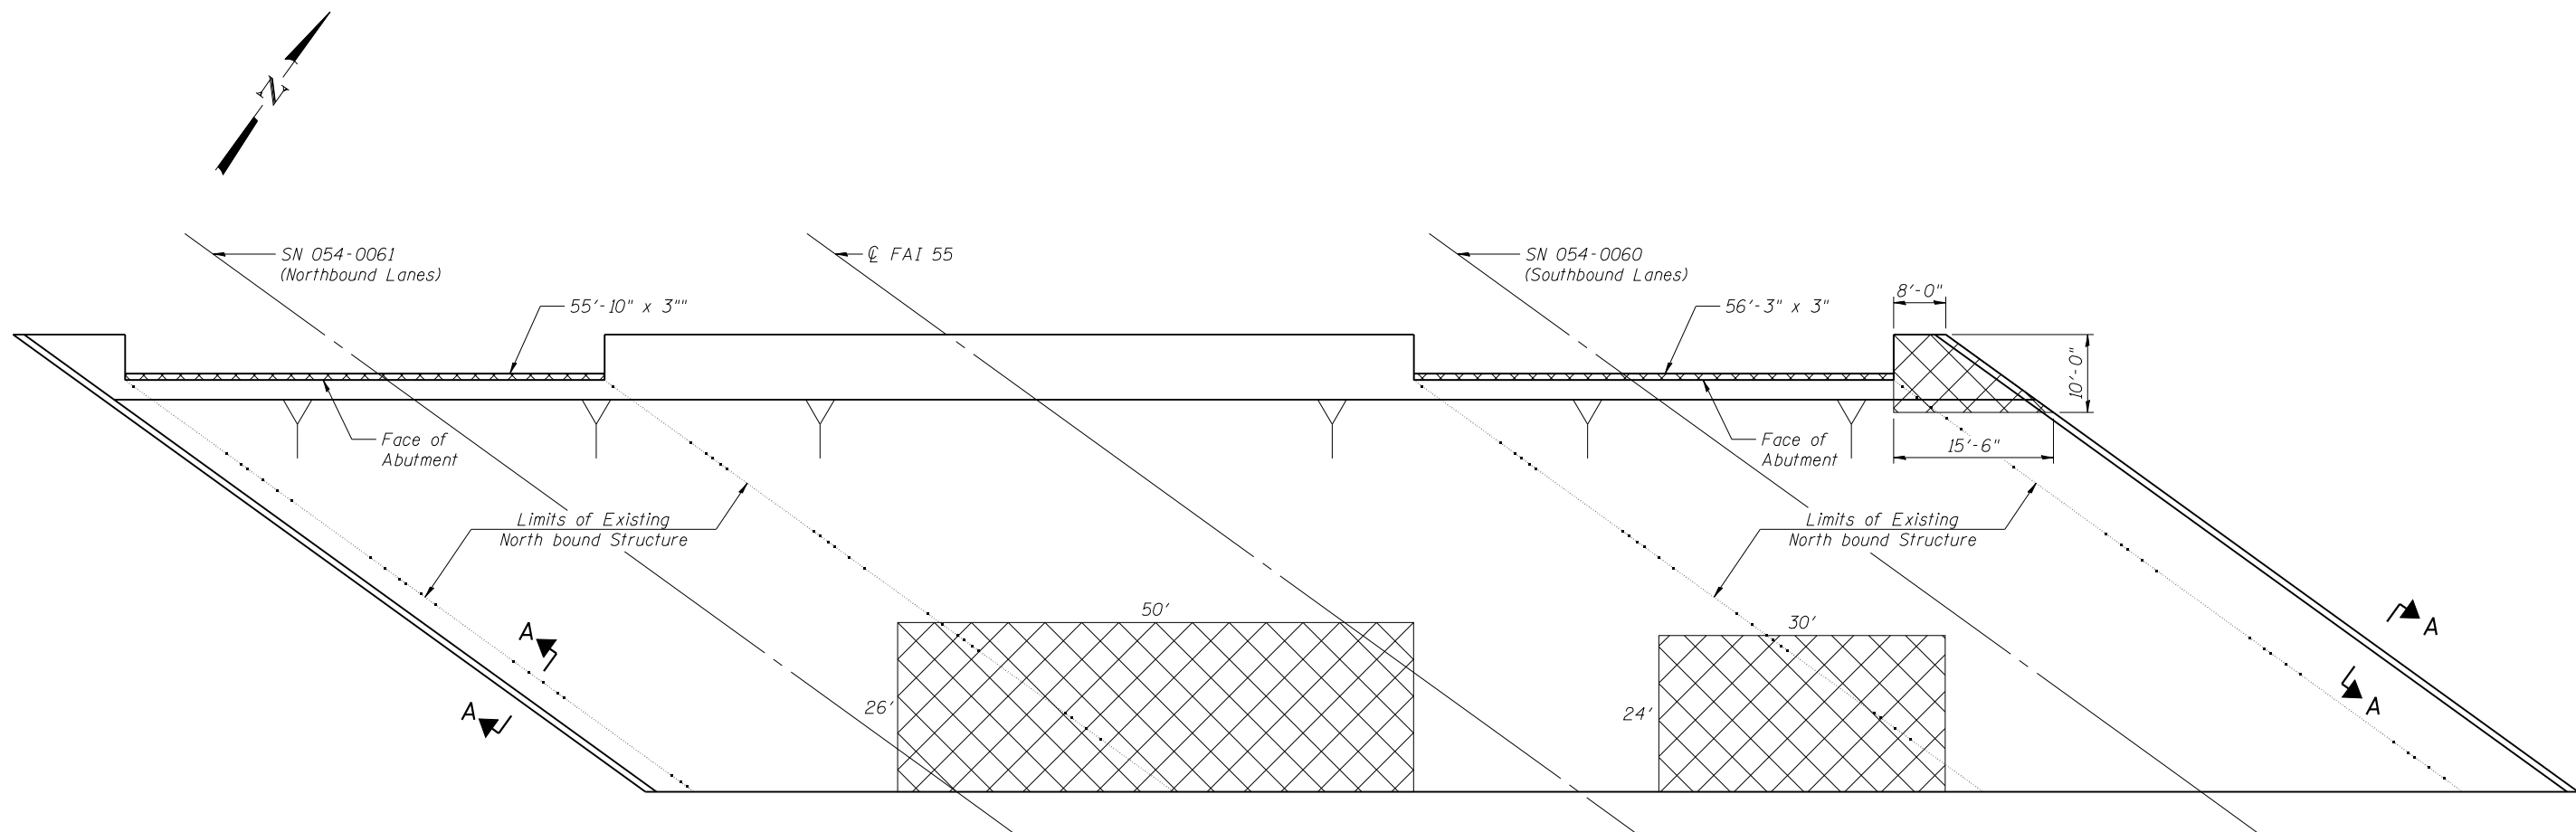 N
SN 054-0061
(Northbound Lanes)
℄ FAI 55
SN 054-0060
(Southbound Lanes)
55'-10" x 3""
56'-3" x 3"
8'-0"
10'-0"
15'-6"
Face of
Abutment
Face of
Abutment
Limits of Existing
North bound Structure
Limits of Existing
North bound Structure
50'
26'
30'
24'
A
A
A
A